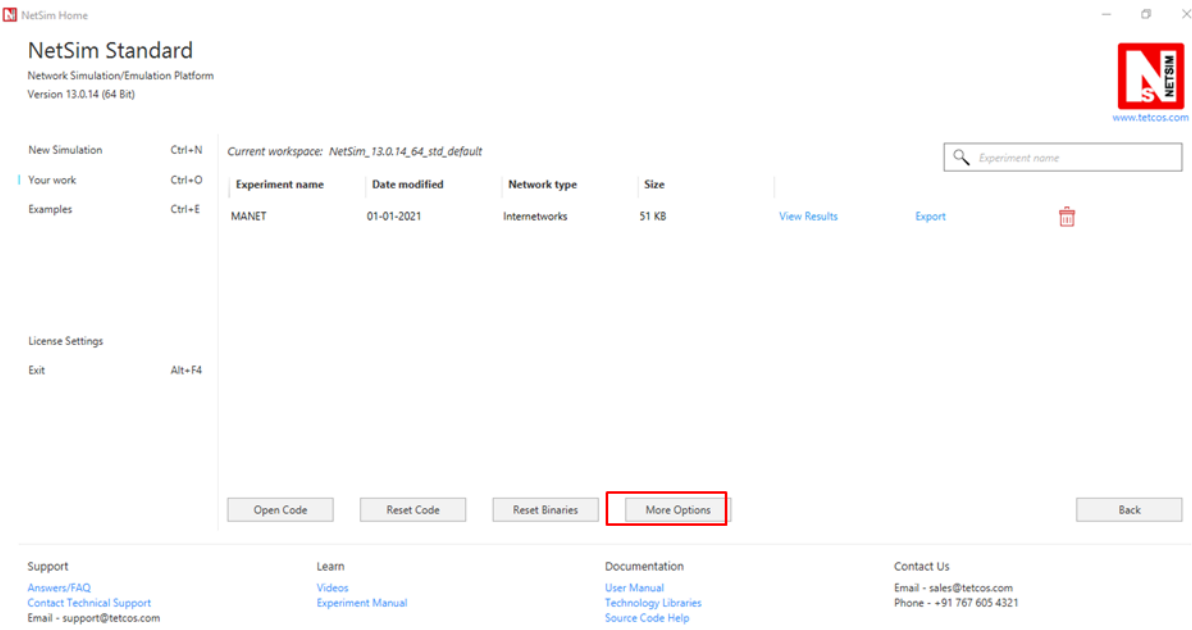 NetSim Home
NetSim Standard
Network Simulation/Emulation Platform
Version 13.0.14 (64 Bit)
NS NETSIM
www.tetcos.com
New Simulation Ctrl+N
Your work Ctrl+O
Examples Ctrl+E
License Settings
Exit Alt+F4
Current workspace: NetSim_13.0.14_64_std_default
Experiment name
Experiment name Date modified Network type Size
MANET 01-01-2021 Internetworks 51 KB View Results Export
Open Code Reset Code Reset Binaries More Options Back
Support
Answers/FAQ
Contact Technical Support
Email - support@tetcos.com
Learn
Videos
Experiment Manual
Documentation
User Manual
Technology Libraries
Source Code Help
Contact Us
Email - sales@tetcos.com
Phone - +91 767 605 4321